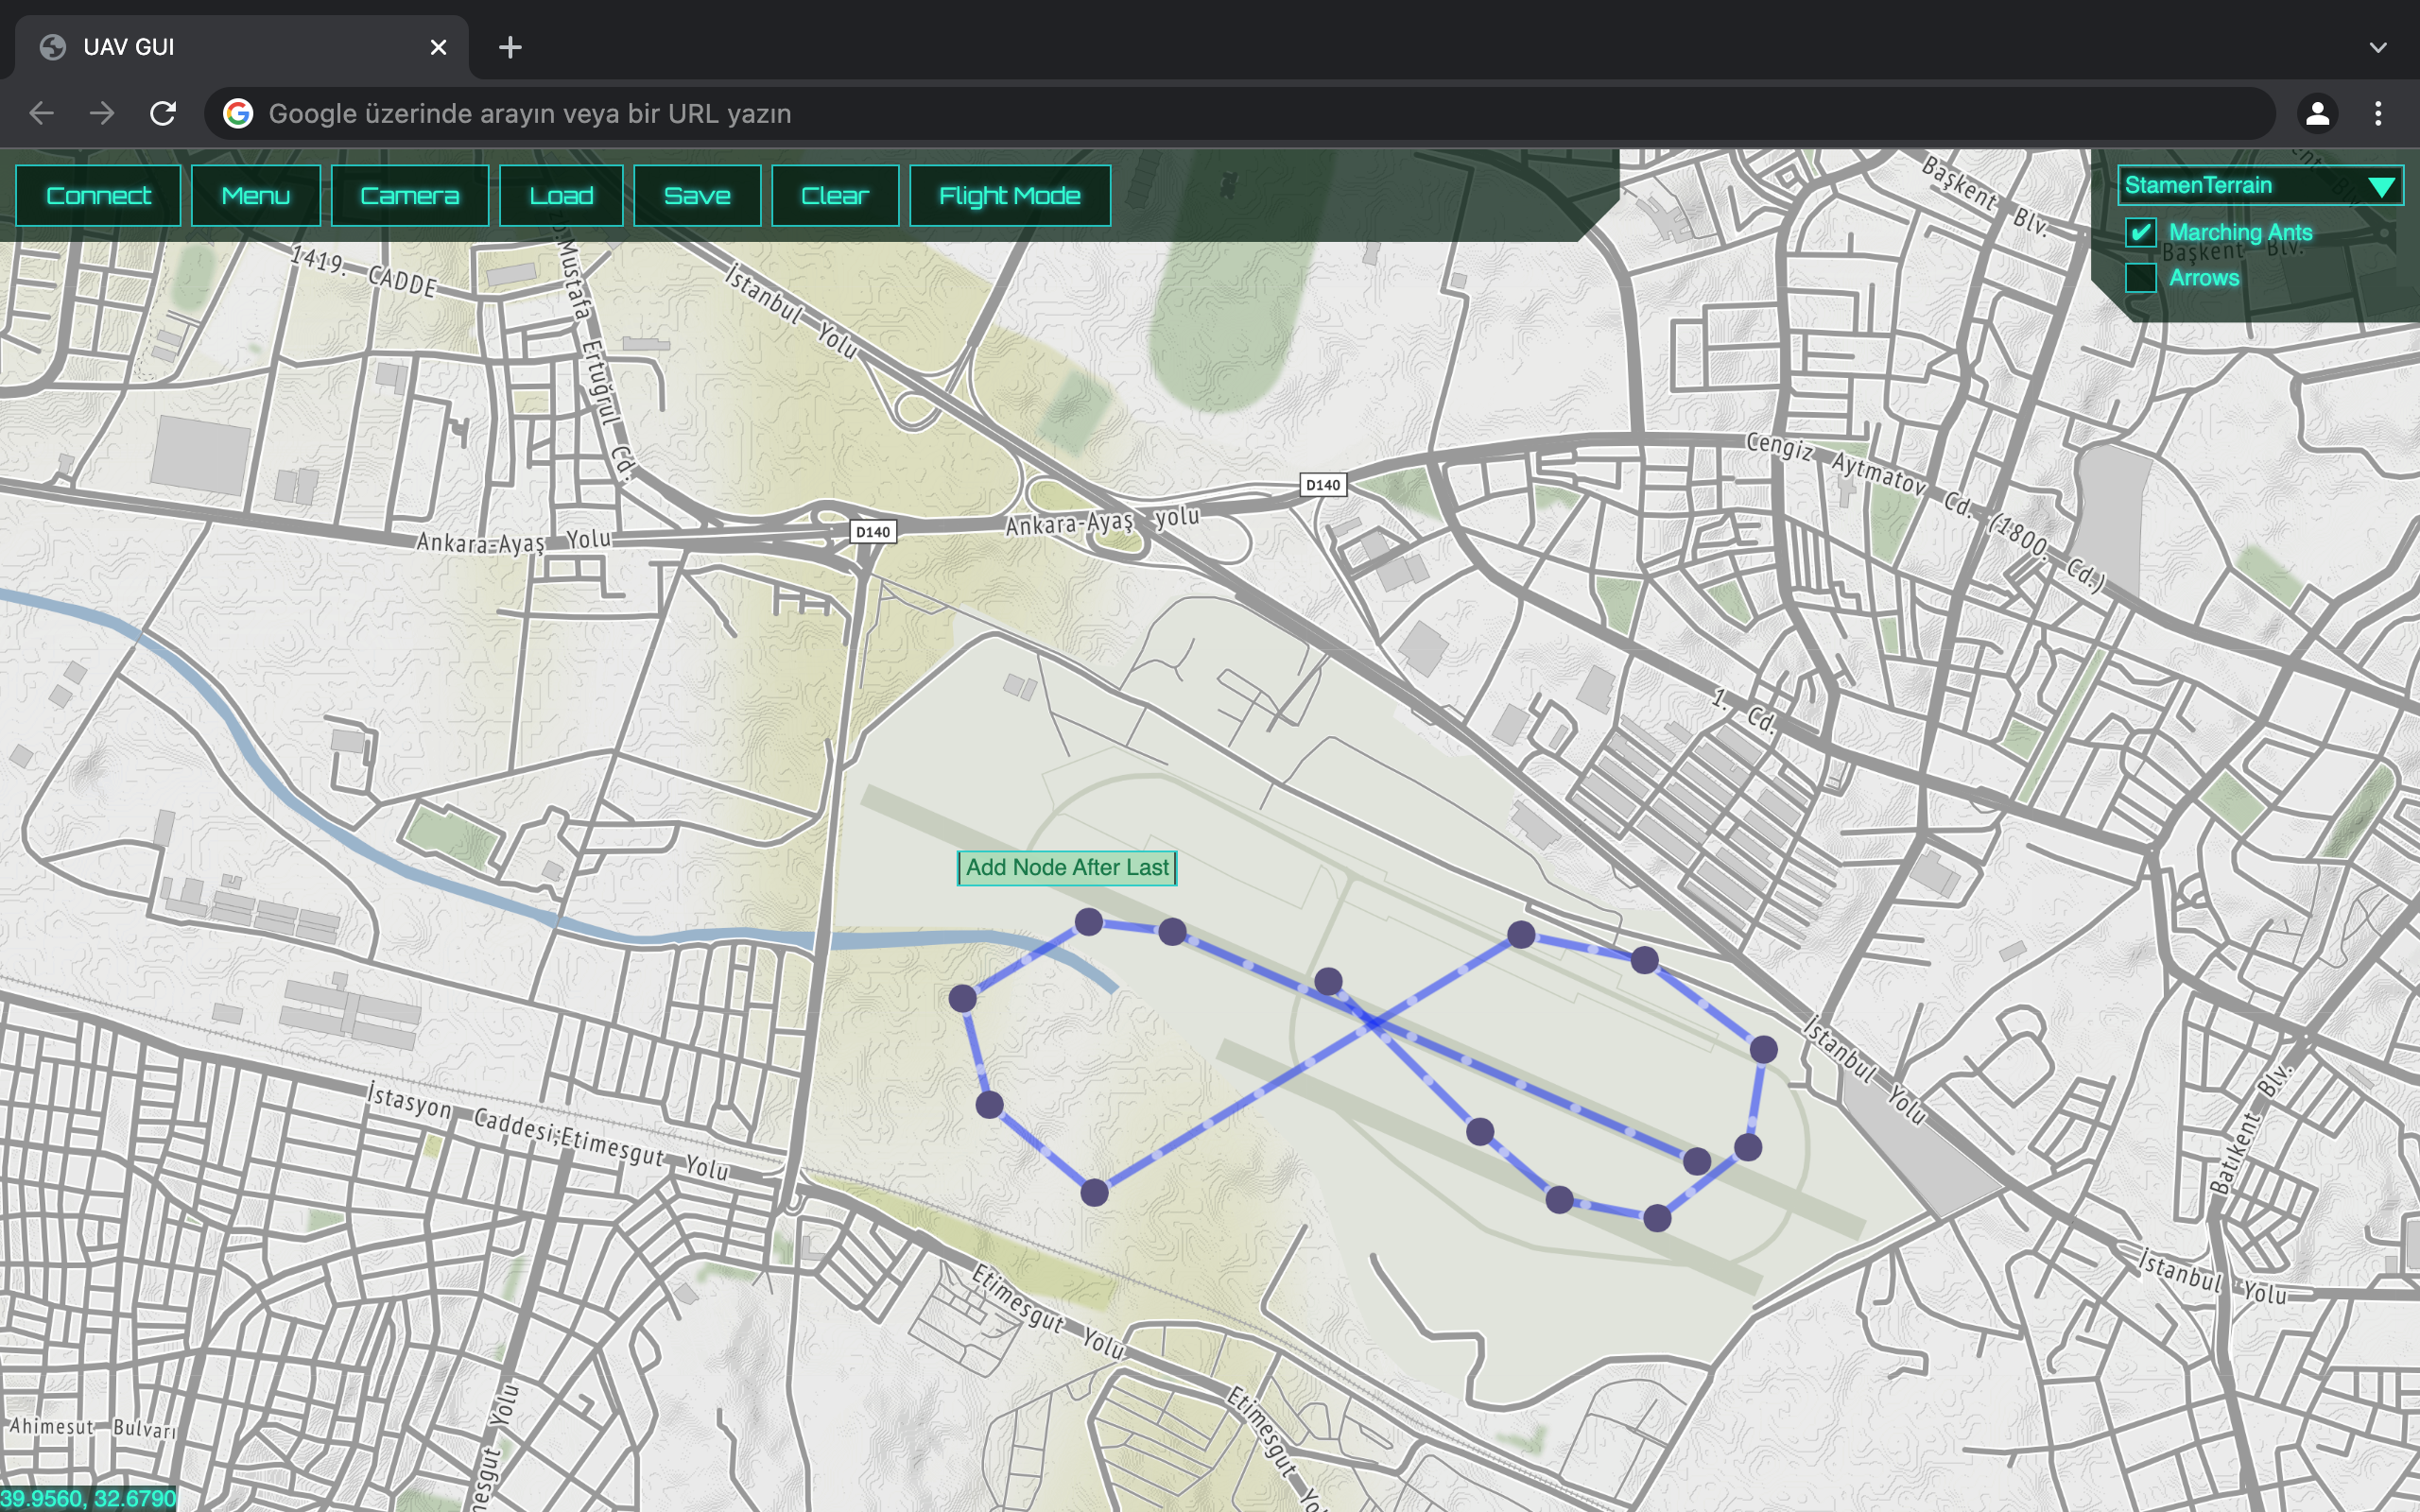 UAV GUI
Google üzerinde arayın veya bir URL yazın
Connect
Menu
Camera
Load
Save
Clear
Flight Mode
StamenTerrain
Marching Ants
Arrows
Başkent Blv.
Başkent Blv.
1419. CADDE
Mustafa Ertuğrul Cd.
İstanbul Yolu
Cengiz Aytmatov Cd. (1800. Cd.)
D140
D140
Ankara-Ayaş yolu
Ankara-Ayaş Yolu
1. Cd.
Add Node After Last
İstanbul Yolu
İstasyon Caddesi;Etimesgut Yolu
Batıkent Blv.
İstanbul Yolu
Etimesgut Yolu
Etimesgut
Ahimesut Bulvarı
mesgut Yolu
39.9560, 32.6790